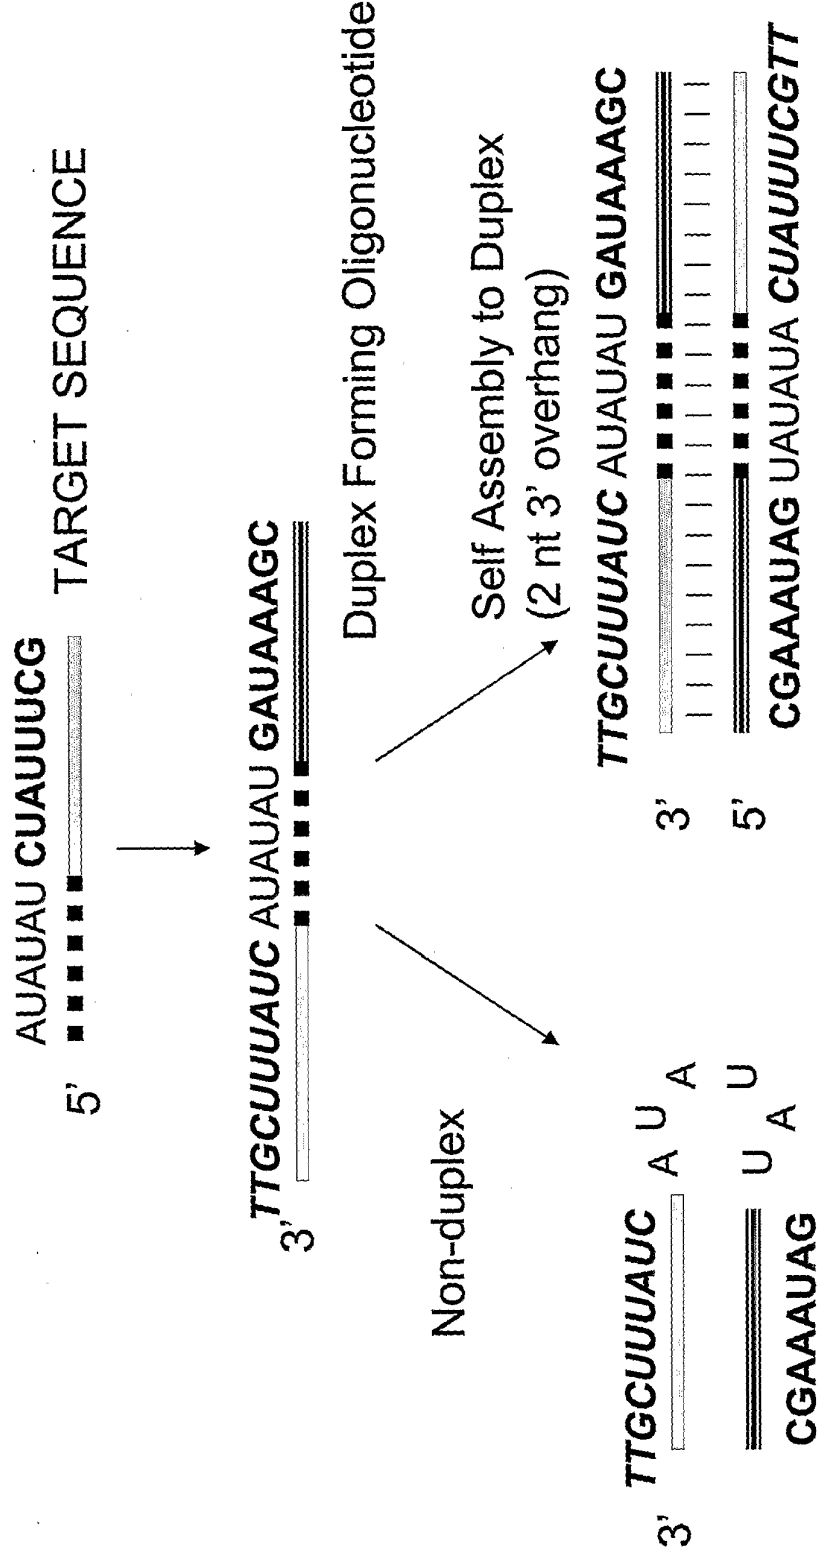 AUAUAU CUAUUUCG
5’
TARGET SEQUENCE
TTGCUUUAUC AUAUAU GAUAAAGC
3’
Duplex Forming Oligonucleotide
Non-duplex
Self Assembly to Duplex
(2 nt 3’ overhang)
TTGCUUUAUC
3’
A U A
U A U
CGAAAUAG
TTGCUUUAUC AUAUAU GAUAAAGC
3’
5’
CGAAAUAG UAUAUA CUAUUUCGTT